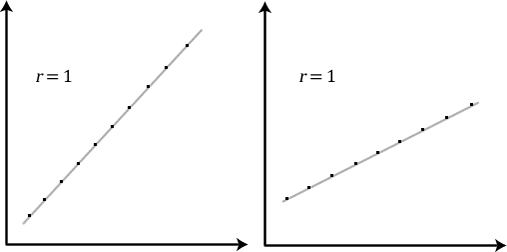 r = 1
r = 1